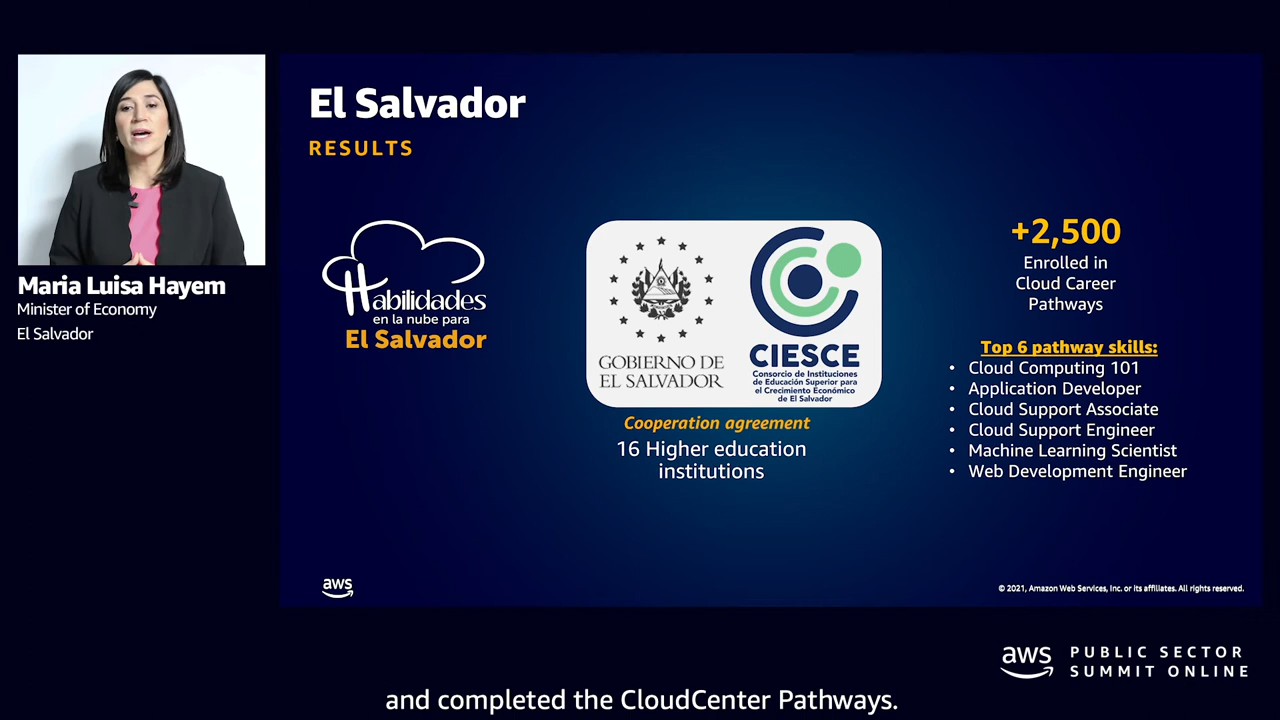 Maria Luisa Hayem
Minister of Economy
El Salvador
El Salvador
RESULTS
Habilidades
en la nube para
El Salvador
GOBIERNO DE
EL SALVADOR
CIESCE
Consorcio de Instituciones
de Educación Superior para
el Crecimiento Económico
de El Salvador
Cooperation agreement
16 Higher education
institutions
+2,500
Enrolled in
Cloud Career
Pathways
Top 6 pathway skills:
• Cloud Computing 101
• Application Developer
• Cloud Support Associate
• Cloud Support Engineer
• Machine Learning Scientist
• Web Development Engineer
aws
© 2021, Amazon Web Services, Inc. or its affiliates. All rights reserved.
aws
PUBLIC SECTOR
SUMMIT ONLINE
and completed the CloudCenter Pathways.